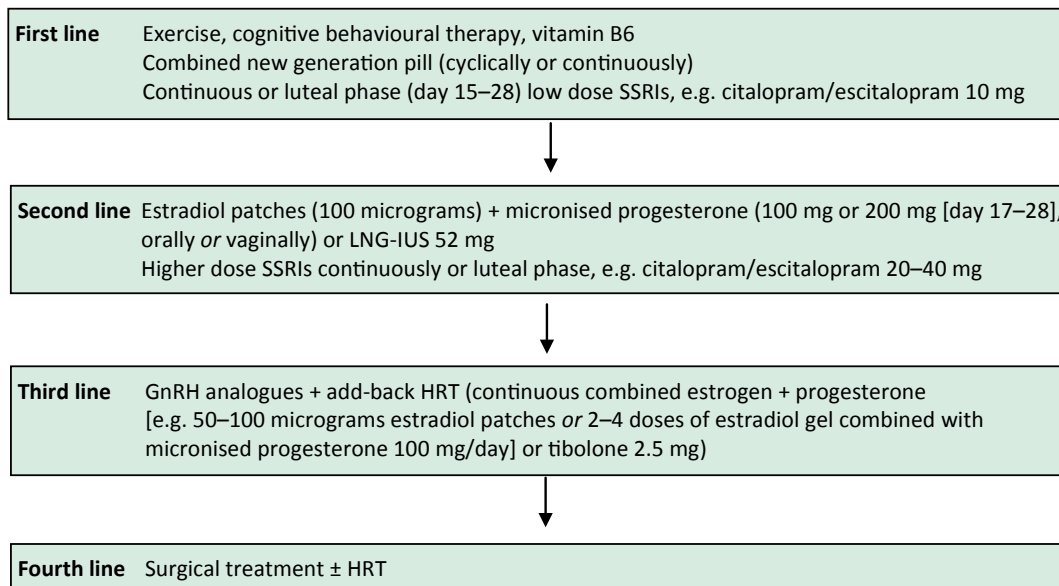 First line Exercise, cognitive behavioural therapy, vitamin B6
Combined new generation pill (cyclically or continuously)
Continuous or luteal phase (day 15–28) low dose SSRIs, e.g. citalopram/escitalopram 10 mg
Second line Estradiol patches (100 micrograms) + micronised progesterone (100 mg or 200 mg [day 17–28],
orally or vaginally) or LNG-IUS 52 mg
Higher dose SSRIs continuously or luteal phase, e.g. citalopram/escitalopram 20–40 mg
Third line GnRH analogues + add-back HRT (continuous combined estrogen + progesterone
[e.g. 50–100 micrograms estradiol patches or 2–4 doses of estradiol gel combined with
micronised progesterone 100 mg/day] or tibolone 2.5 mg)
Fourth line Surgical treatment ± HRT